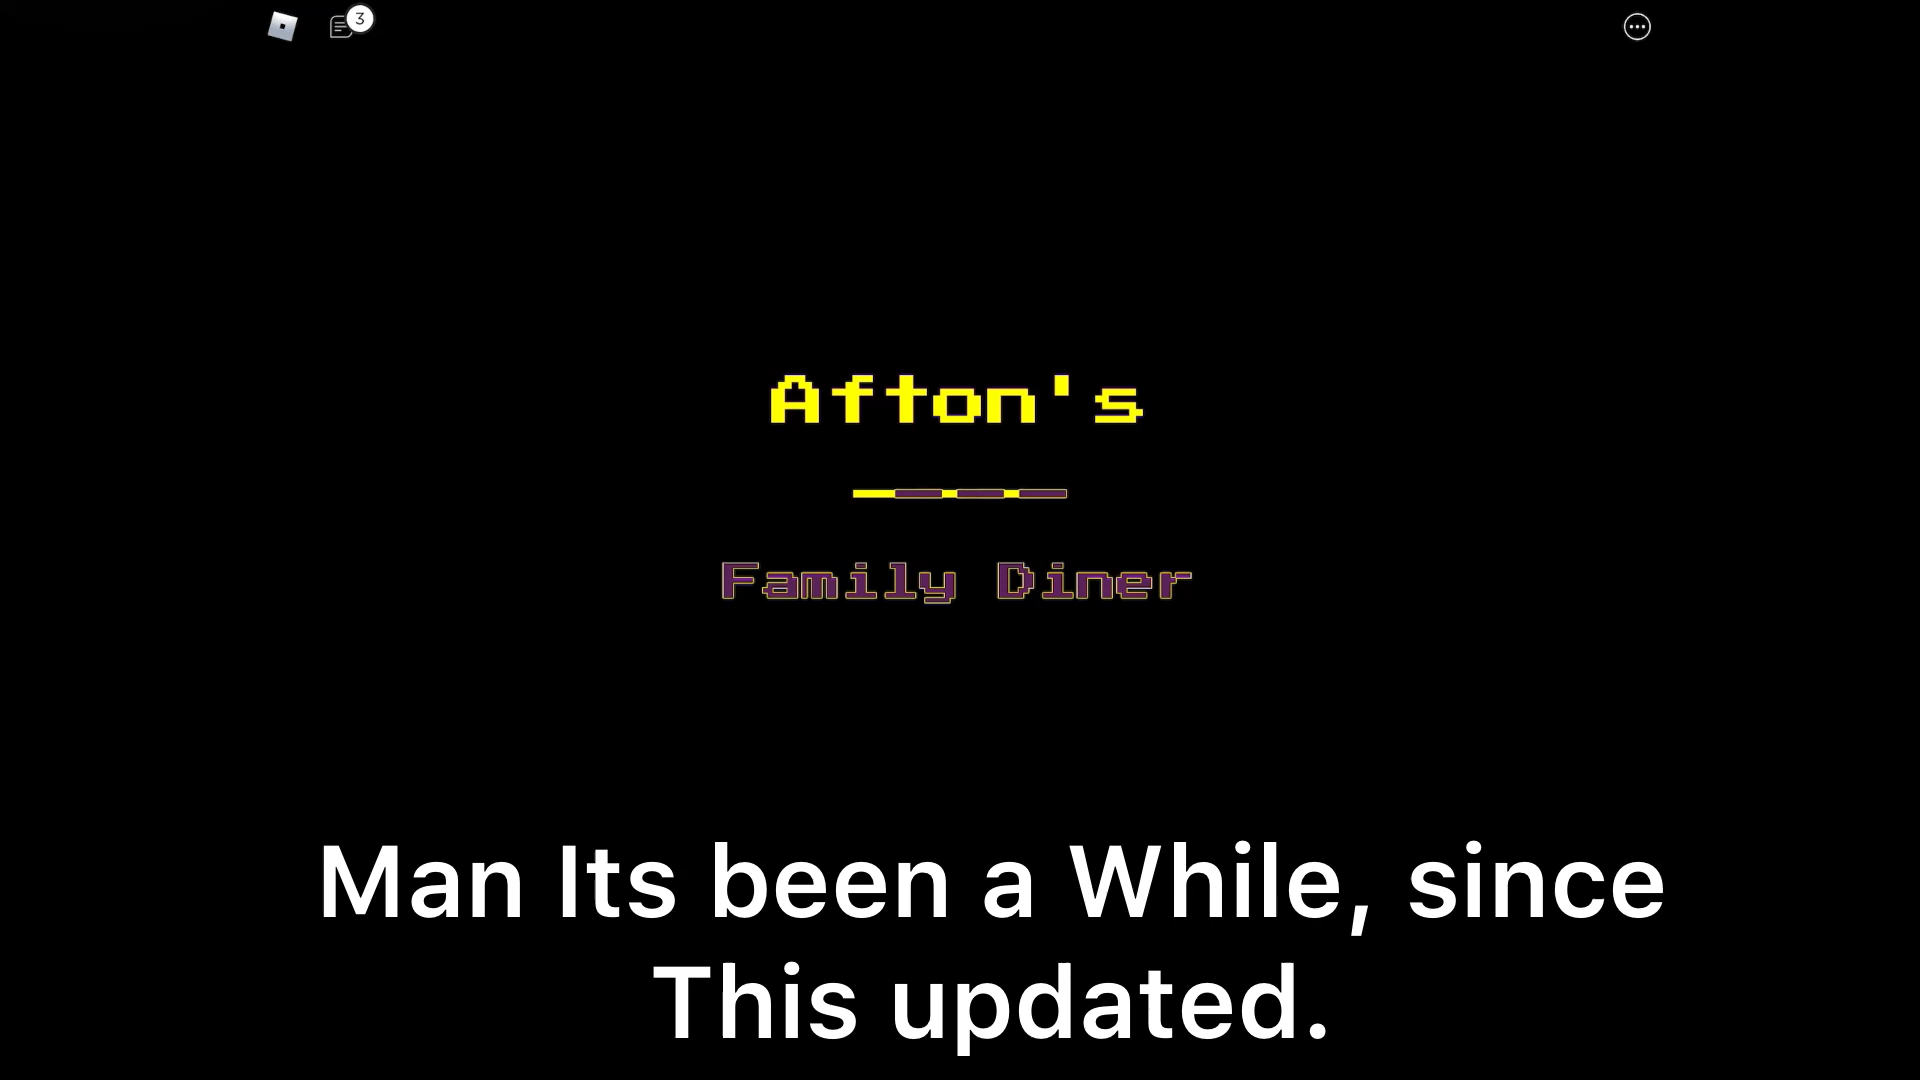 3
Afton's
Family Diner
Man Its been a While, since
This updated.